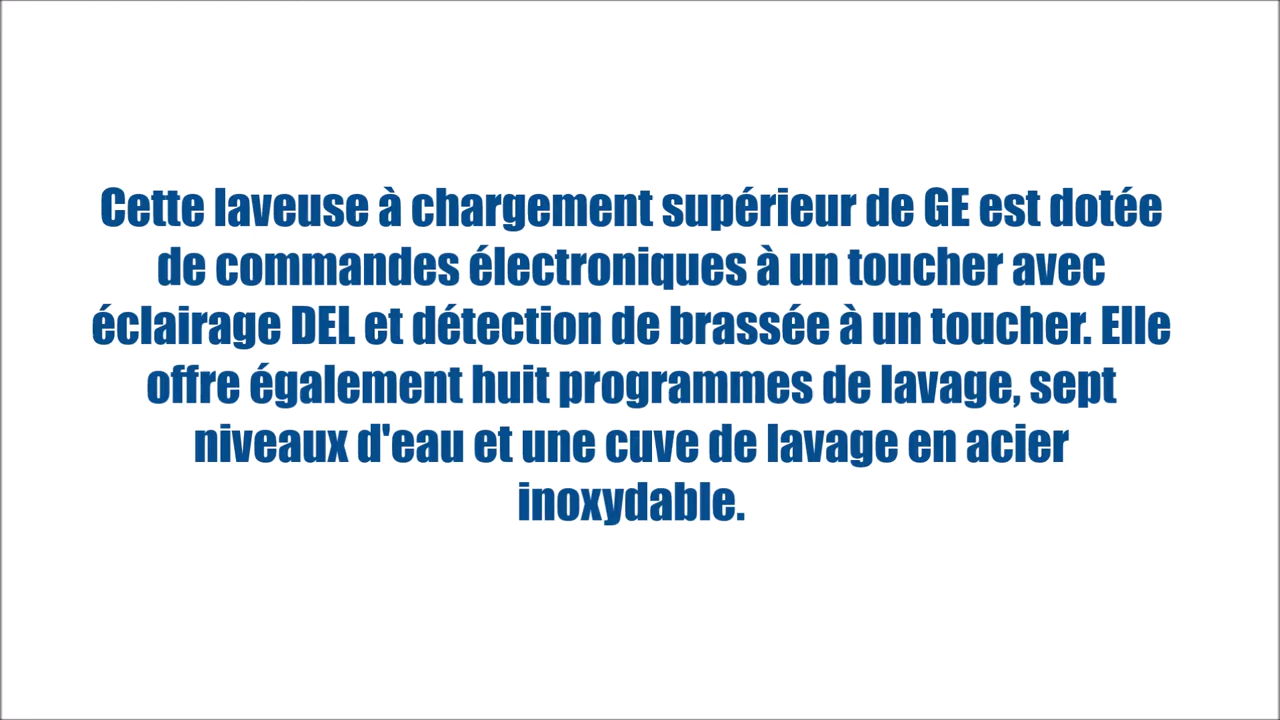 Cette laveuse à chargement supérieur de GE est dotée
de commandes électroniques à un toucher avec
éclairage DEL et détection de brassée à un toucher. Elle
offre également huit programmes de lavage, sept
niveaux d'eau et une cuve de lavage en acier
inoxydable.